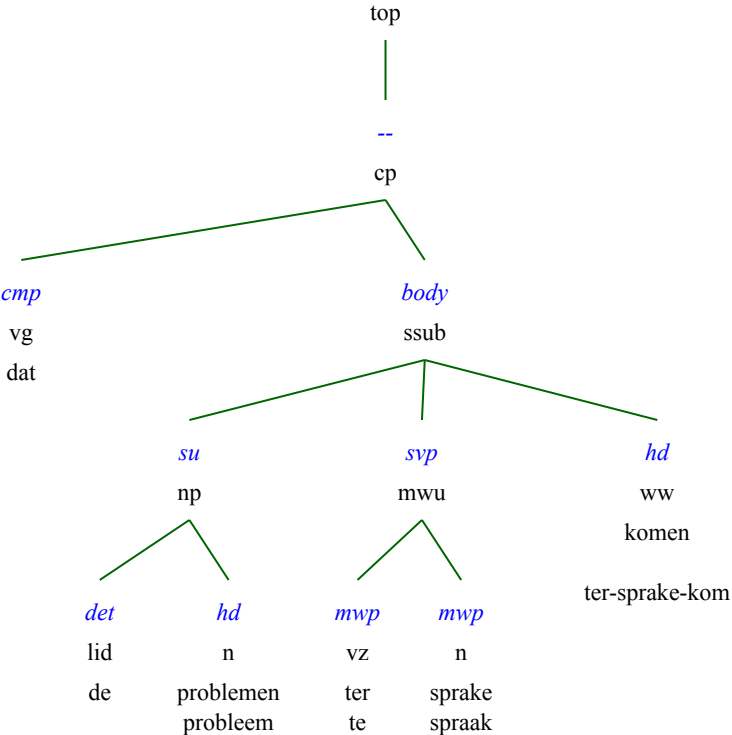 top
--
cp
cmp body
vg ssub
dat
su svp hd
np mwu ww
komen
ter-sprake-kom
det hd mwp mwp
lid n vz n
de problemen ter sprake
probleem te spraak